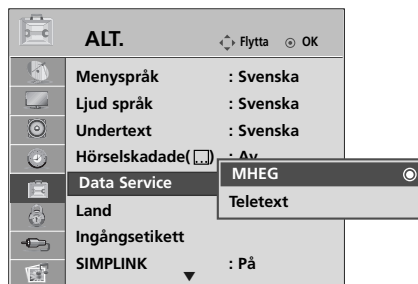 ALT. Flytta OK
Menyspråk : Svenska
Ljud språk : Svenska
Undertext : Svenska
Hörselskadade( ) : Av
Data Service
MHEG
Teletext
Land
Ingångsetikett
SIMPLINK : På